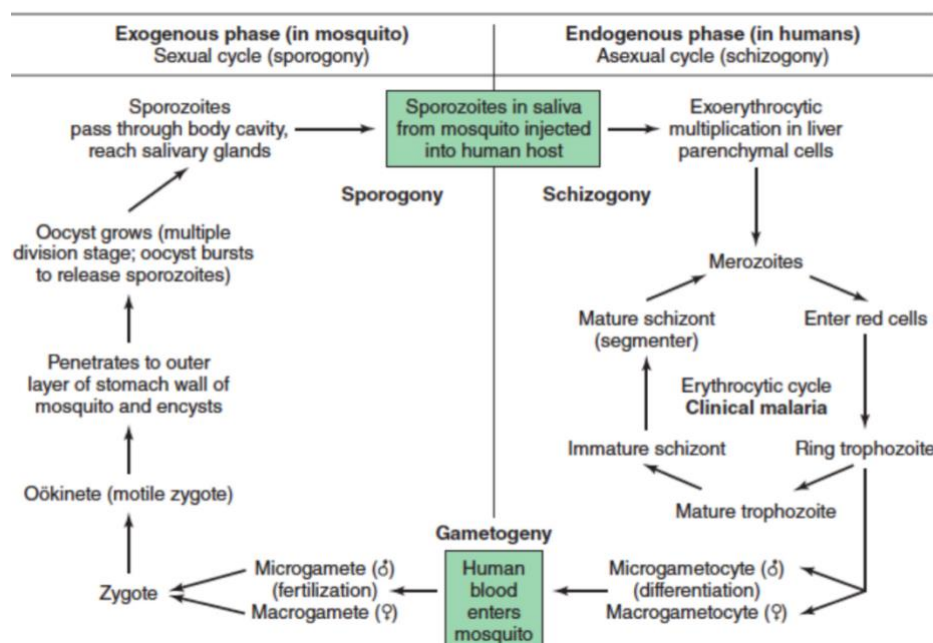 Exogenous phase (in mosquito)
Sexual cycle (sporogony)
Endogenous phase (in humans)
Asexual cycle (schizogony)
Sporozoites
pass through body cavity,
reach salivary glands
Sporozoites in saliva
from mosquito injected
into human host
Exoerythrocytic
multiplication in liver
parenchymal cells
Sporogony
Schizogony
Oocyst grows (multiple
division stage; oocyst bursts
to release sporozoites)
Merozoites
Mature schizont
(segmenter)
Enter red cells
Penetrates to outer
layer of stomach wall of
mosquito and encysts
Erythrocytic cycle
Clinical malaria
Immature schizont
Ring trophozoite
Oökinete (motile zygote)
Mature trophozoite
Gametogeny
Zygote
Microgamete (♂)
(fertilization)
Macrogamete (♀)
Human
blood
enters
mosquito
Microgametocyte (♂)
(differentiation)
Macrogametocyte (♀)